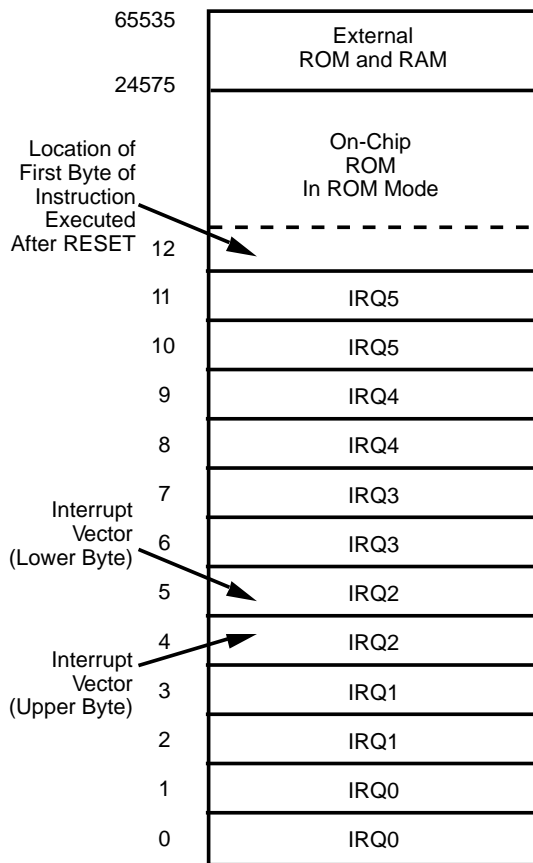 65535
External
ROM and RAM
24575
On-Chip
ROM
In ROM Mode
Location of
First Byte of
Instruction
Executed
After RESET
12
11
IRQ5
10
IRQ5
9
IRQ4
8
IRQ4
7
IRQ3
Interrupt
Vector
(Lower Byte)
6
IRQ3
5
IRQ2
4
IRQ2
Interrupt
Vector
(Upper Byte)
3
IRQ1
2
IRQ1
1
IRQ0
0
IRQ0